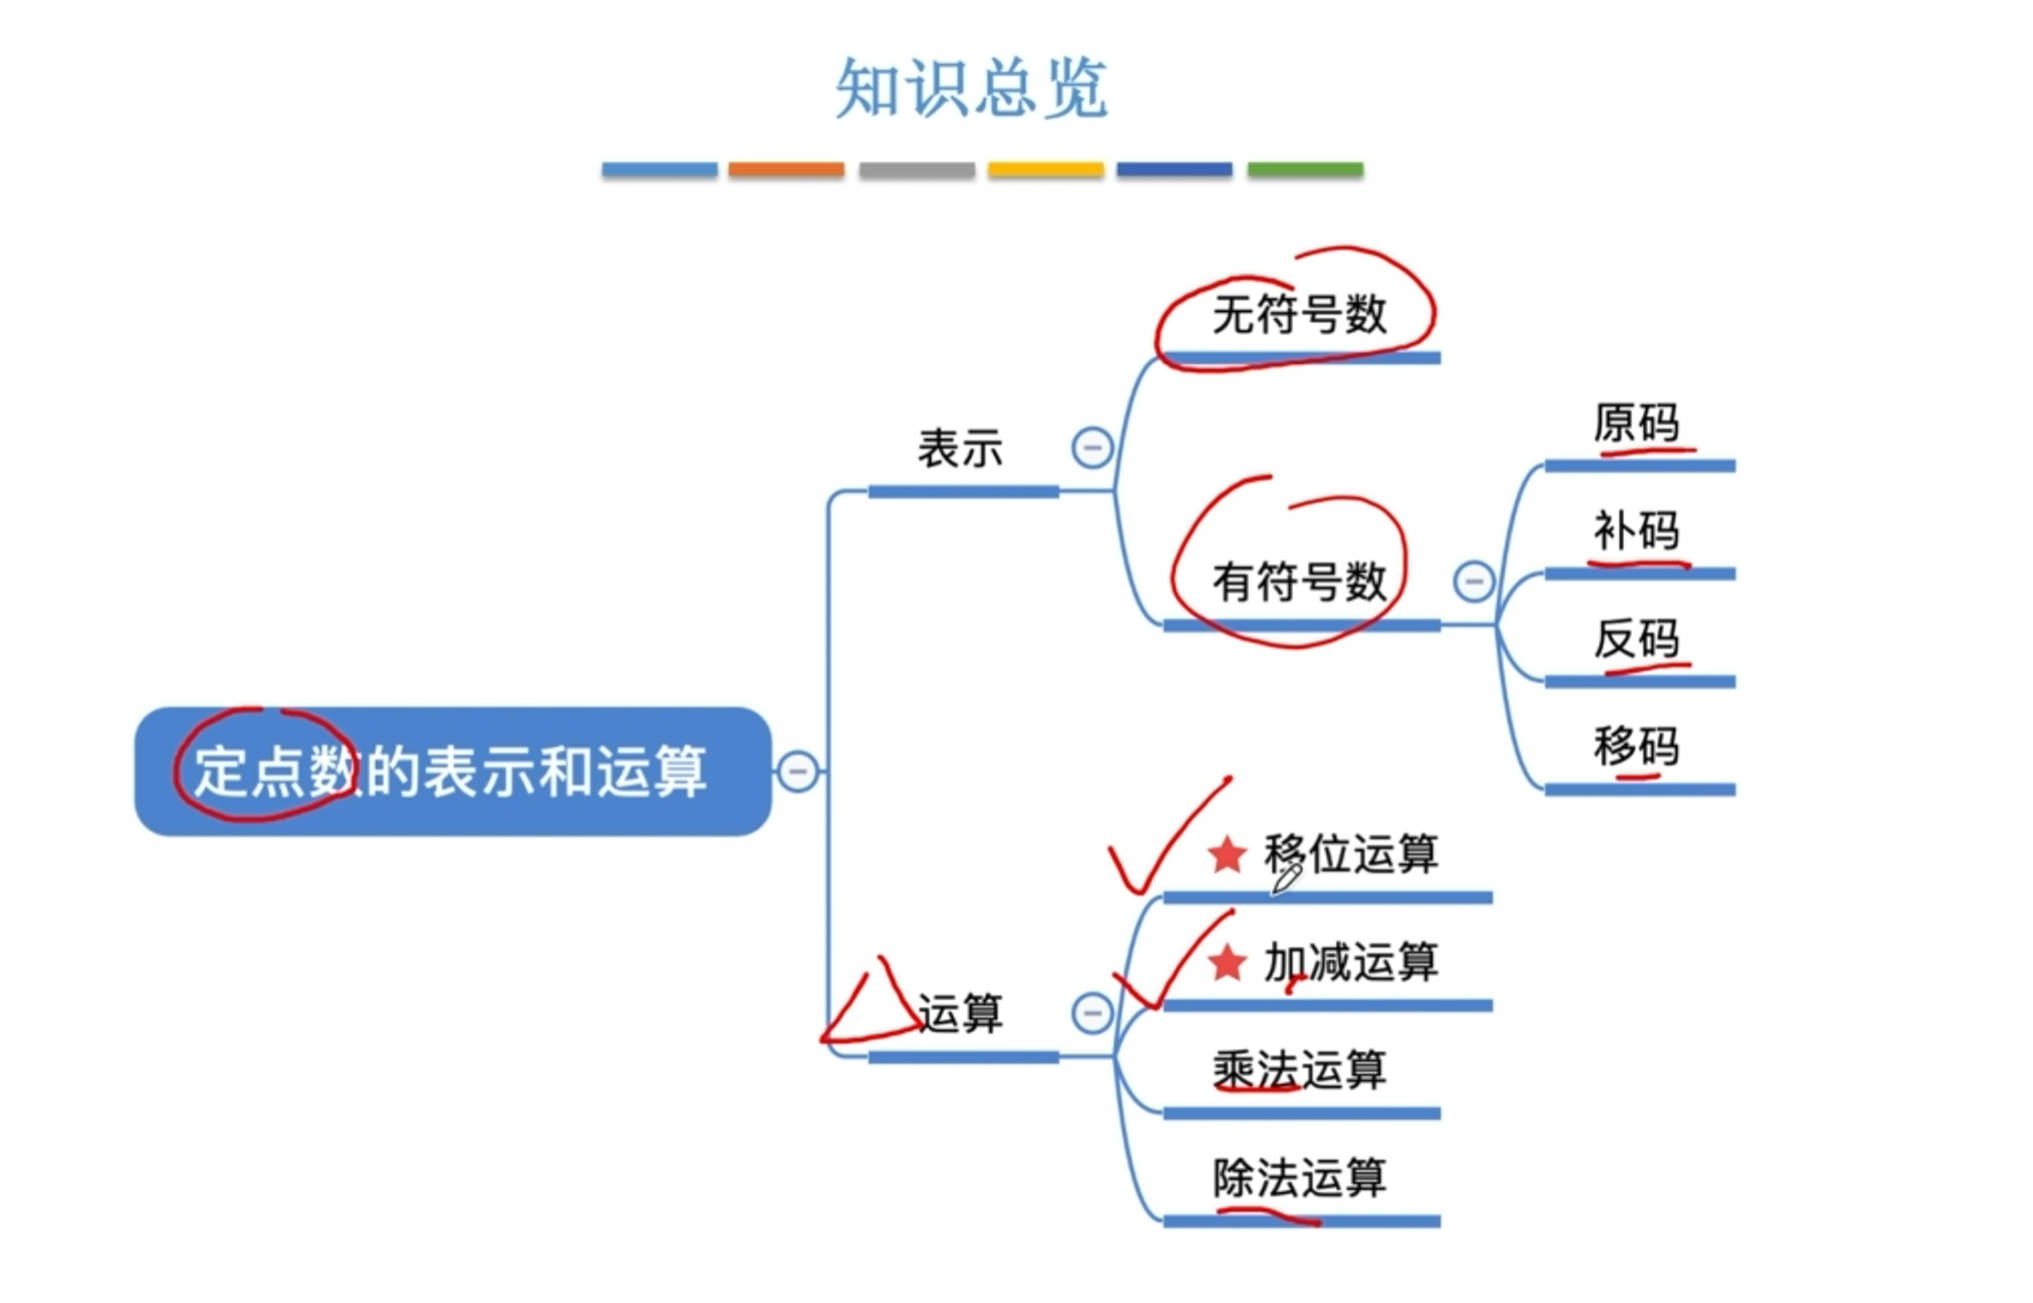 知识总览
定点数的表示和运算
表示
无符号数
有符号数
原码
补码
反码
移码
运算
移位运算
加减运算
乘法运算
除法运算